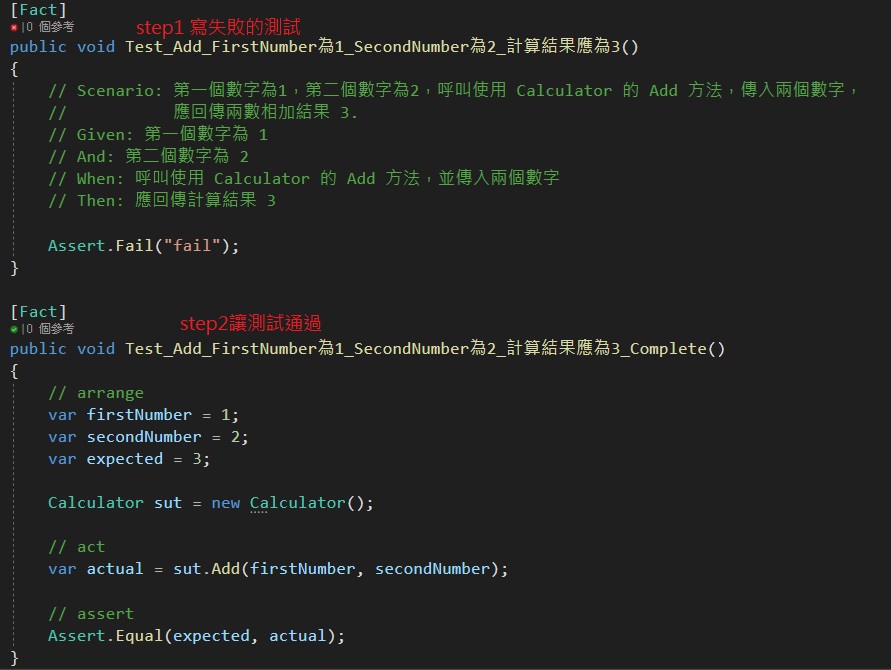 [Fact]
|0 個參考 step1 寫失敗的測試
public void Test_Add_FirstNumber為1_SecondNumber為2_計算結果應為3()
{
// Scenario: 第一個數字為1，第二個數字為2，呼叫使用 Calculator 的 Add 方法，傳入兩個數字，
// 應回傳兩數相加結果 3.
// Given: 第一個數字為 1
// And: 第二個數字為 2
// When: 呼叫使用 Calculator 的 Add 方法，並傳入兩個數字
// Then: 應回傳計算結果 3
Assert.Fail("fail");
}
[Fact]
|0 個參考 step2讓測試通過
public void Test_Add_FirstNumber為1_SecondNumber為2_計算結果應為3_Complete()
{
// arrange
var firstNumber = 1;
var secondNumber = 2;
var expected = 3;
Calculator sut = new Calculator();
// act
var actual = sut.Add(firstNumber, secondNumber);
// assert
Assert.Equal(expected, actual);
}